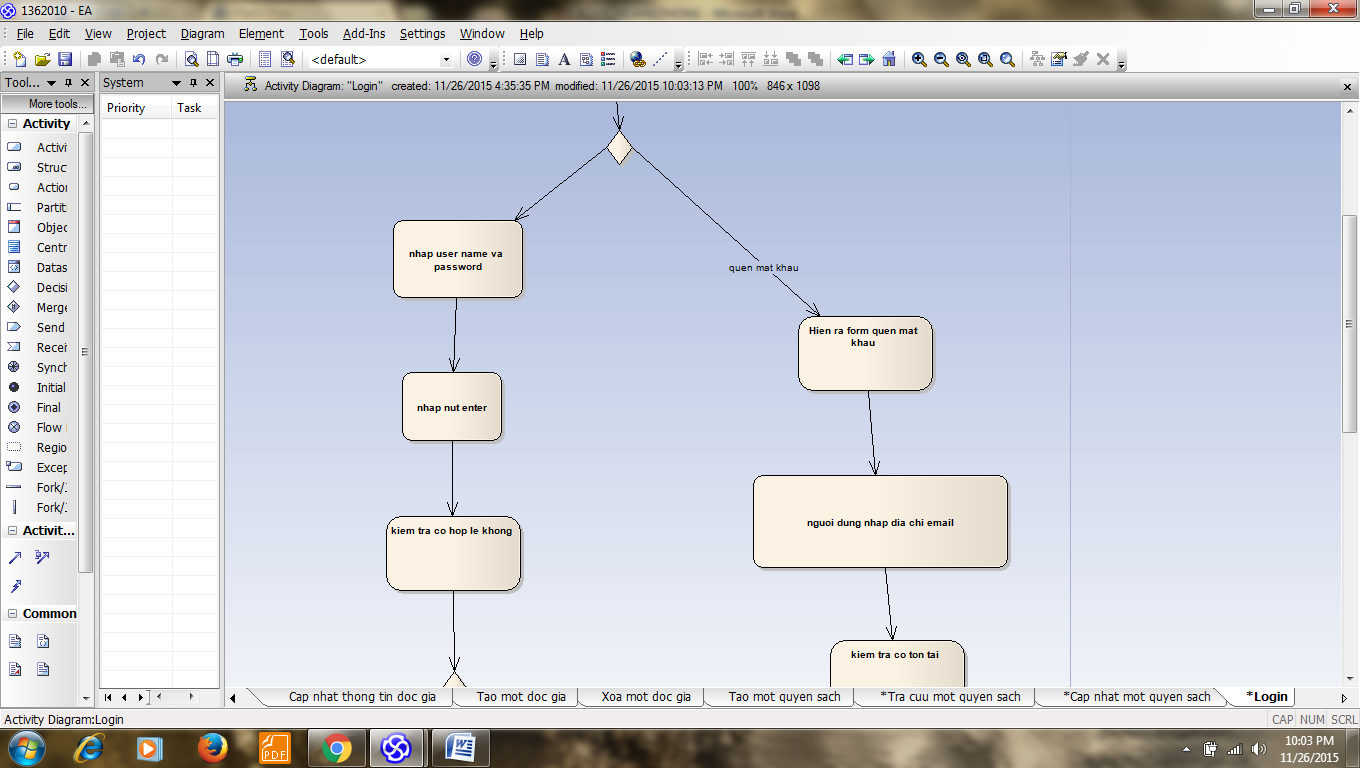 1362010 - EA
File Edit View Project Diagram Element Tools Add-Ins Settings Window Help
<default>
Tool...
System
More tools...
Priority Task
Activity Diagram: "Login" created: 11/26/2015 4:35:35 PM modified: 11/26/2015 10:03:13 PM 100% 846 x 1098
Activity
Activi
Struc
Action
Partiti
Objec
Centr
Datas
Decisi
Merge
Send
Receiv
Synch
Initial
Final
Flow
Regio
Excep
Fork/J
Fork/J
Activit...
Common
nhap user name va
password
quen mat khau
Hien ra form quen mat
khau
nhap nut enter
nguoi dung nhap dia chi email
kiem tra co hop le khong
kiem tra co ton tai
Cap nhat thong tin doc gia
Tao mot doc gia
Xoa mot doc gia
Tao mot quyen sach
*Tra cuu mot quyen sach
*Cap nhat mot quyen sach
*Login
Activity Diagram:Login
CAP NUM SCRL
PDF
10:03 PM
11/26/2015